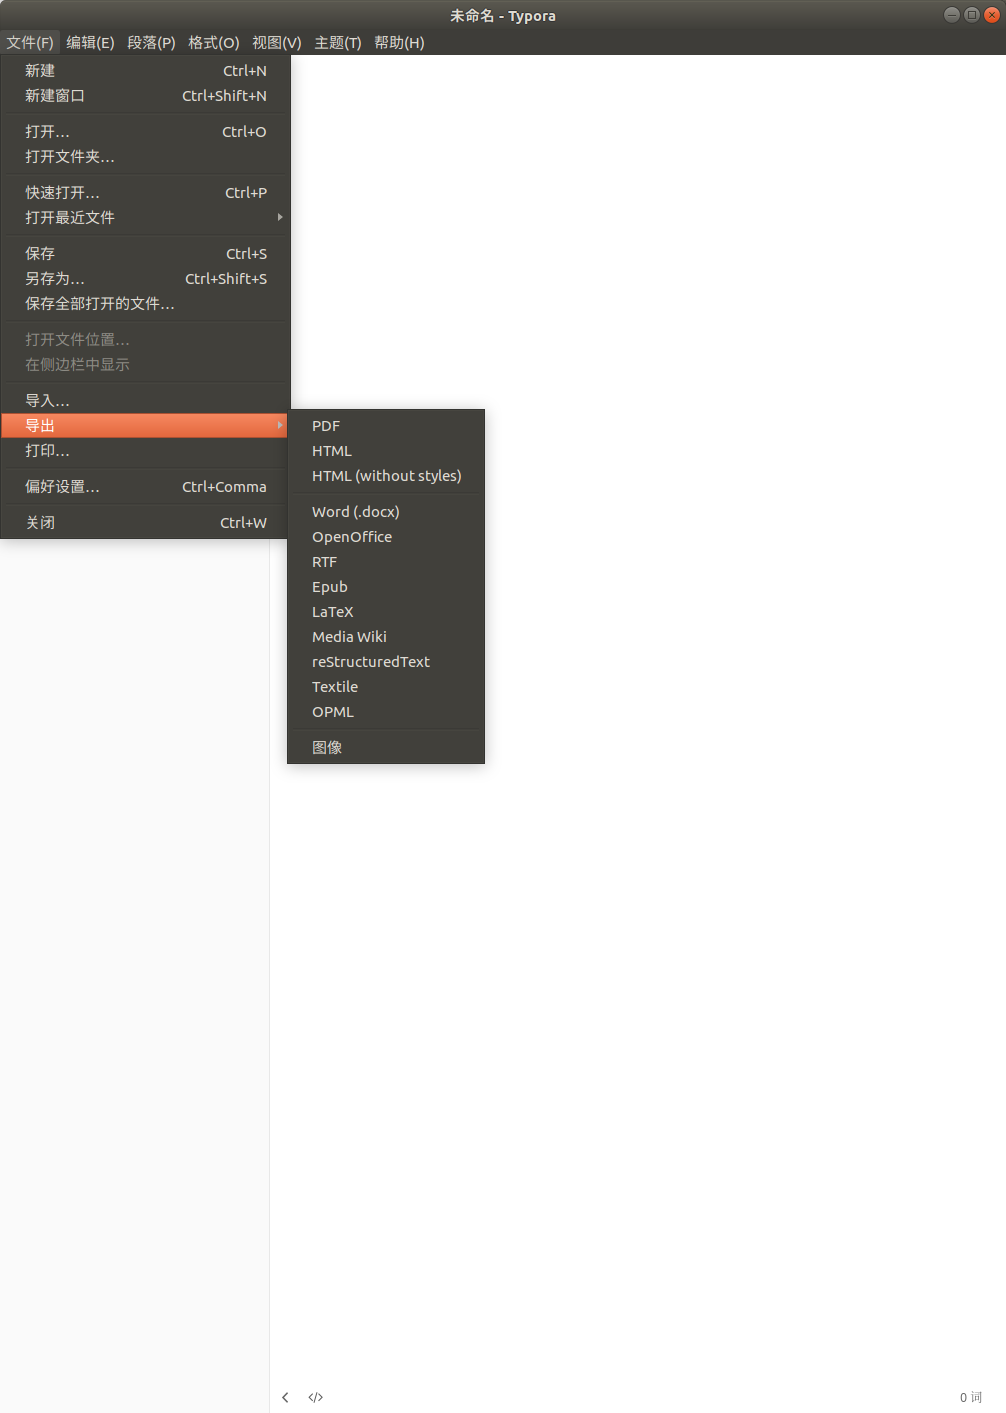 未命名 - Typora
文件(F) 编辑(E) 段落(P) 格式(O) 视图(V) 主题(T) 帮助(H)
新建 Ctrl+N
新建窗口 Ctrl+Shift+N
打开... Ctrl+O
打开文件夹...
快速打开... Ctrl+P
打开最近文件
保存 Ctrl+S
另存为... Ctrl+Shift+S
保存全部打开的文件...
打开文件位置...
在侧边栏中显示
导入...
导出
打印...
偏好设置... Ctrl+Comma
关闭 Ctrl+W
PDF
HTML
HTML (without styles)
Word (.docx)
OpenOffice
RTF
Epub
LaTeX
Media Wiki
reStructuredText
Textile
OPML
图像
0 词